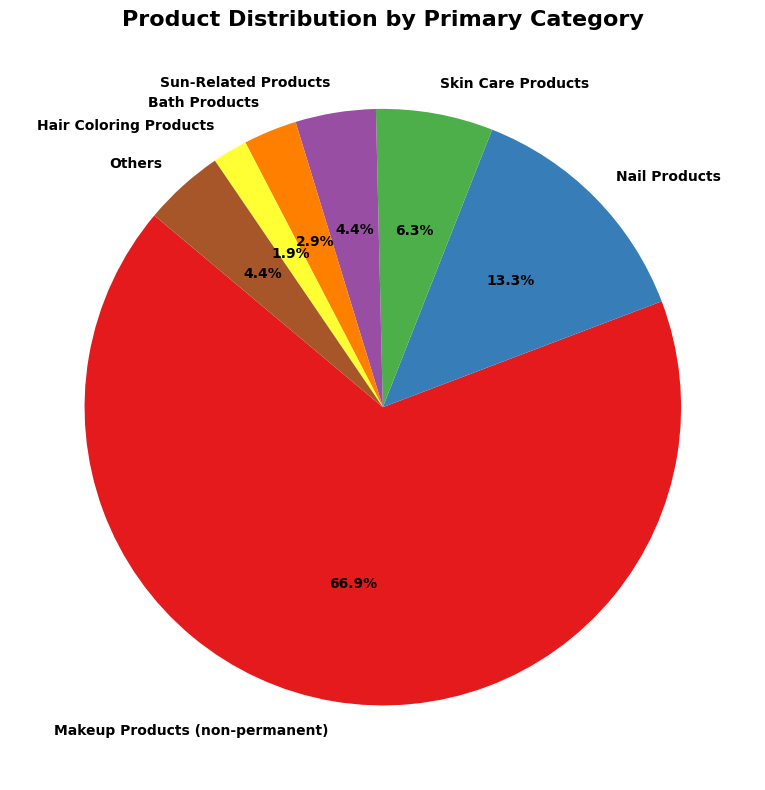 Product Distribution by Primary Category
Sun-Related Products
Skin Care Products
Bath Products
Hair Coloring Products
Others
Nail Products
4.4%
6.3%
2.9%
1.9%
4.4%
13.3%
66.9%
Makeup Products (non-permanent)